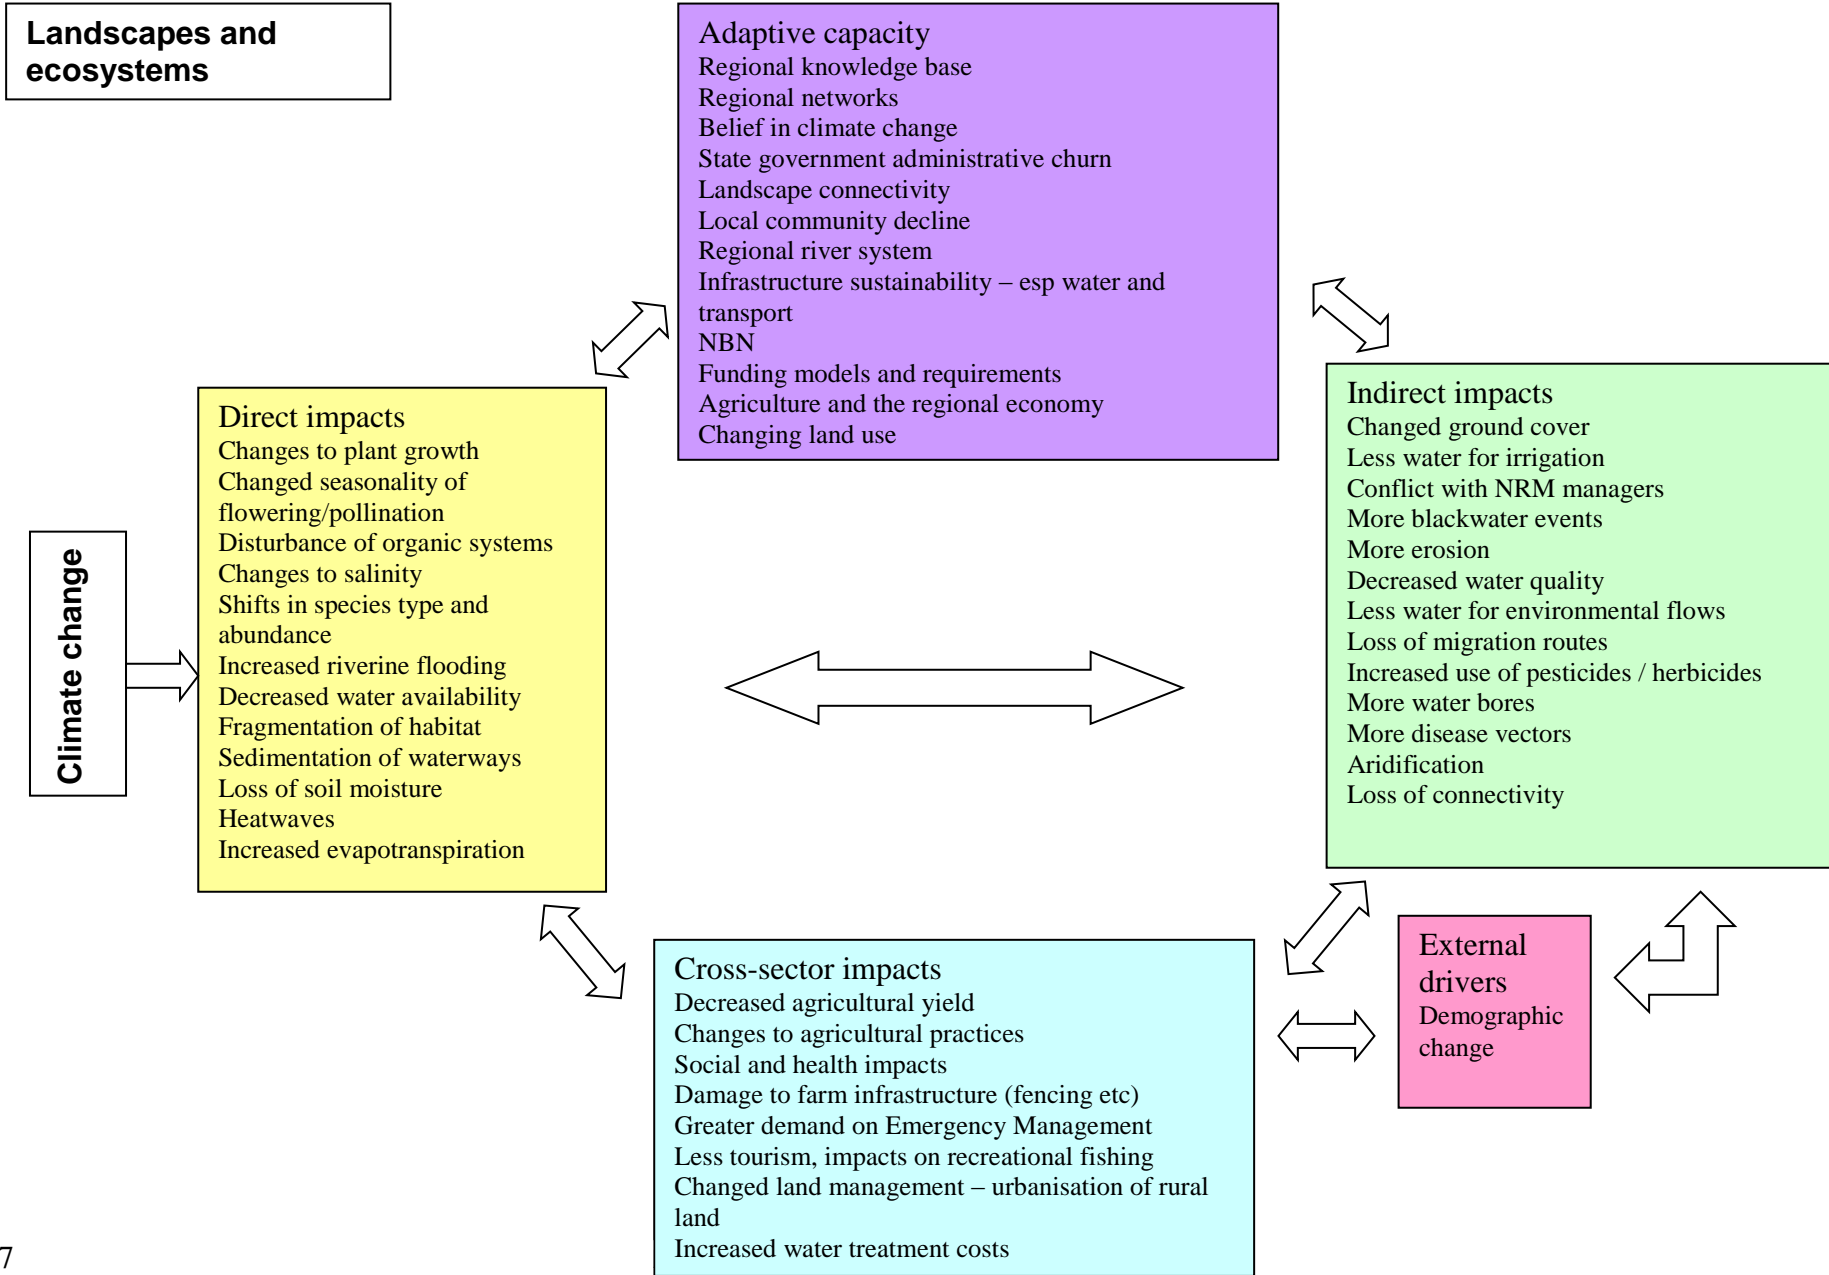 Landscapes and
ecosystems
Adaptive capacity
Regional knowledge base
Regional networks
Belief in climate change
State government administrative churn
Landscape connectivity
Local community decline
Regional river system
Infrastructure sustainability – esp water and
transport
NBN
Funding models and requirements
Agriculture and the regional economy
Changing land use
Climate change
Direct impacts
Changes to plant growth
Changed seasonality of
flowering/pollination
Disturbance of organic systems
Changes to salinity
Shifts in species type and
abundance
Increased riverine flooding
Decreased water availability
Fragmentation of habitat
Sedimentation of waterways
Loss of soil moisture
Heatwaves
Increased evapotranspiration
Indirect impacts
Changed ground cover
Less water for irrigation
Conflict with NRM managers
More blackwater events
More erosion
Decreased water quality
Less water for environmental flows
Loss of migration routes
Increased use of pesticides / herbicides
More water bores
More disease vectors
Aridification
Loss of connectivity
Cross-sector impacts
Decreased agricultural yield
Changes to agricultural practices
Social and health impacts
Damage to farm infrastructure (fencing etc)
Greater demand on Emergency Management
Less tourism, impacts on recreational fishing
Changed land management – urbanisation of rural
land
Increased water treatment costs
External
drivers
Demographic
change
7